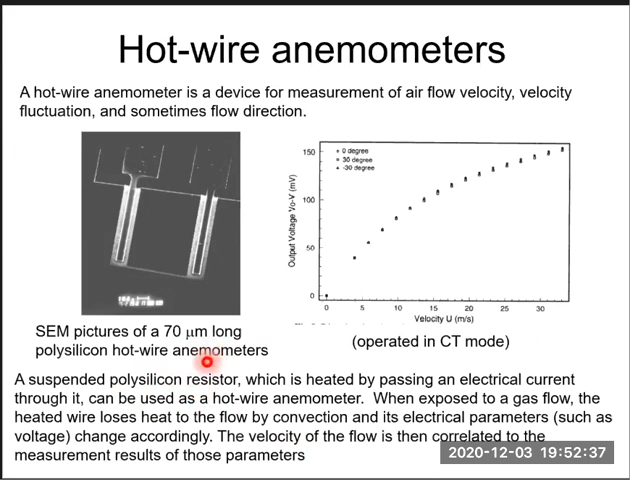 Hot-wire anemometers
A hot-wire anemometer is a device for measurement of air flow velocity, velocity
fluctuation, and sometimes flow direction.
150
100
50
0
Output Voltage Vo-V (mV)
0 degree
30 degree
-30 degree
0 5 10 15 20 25 30
Velocity U (m/s)
SEM pictures of a 70 μm long
polysilicon hot-wire anemometers
(operated in CT mode)
A suspended polysilicon resistor, which is heated by passing an electrical current
through it, can be used as a hot-wire anemometer. When exposed to a gas flow, the
heated wire loses heat to the flow by convection and its electrical parameters (such as
voltage) change accordingly. The velocity of the flow is then correlated to the
measurement results of those parameters
2020-12-03 19:52:37